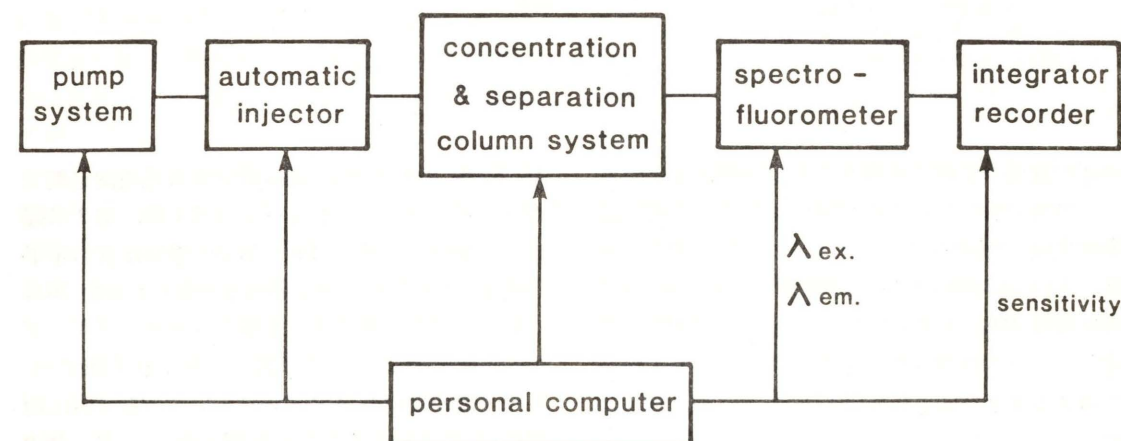 pump
system
automatic
injector
concentration
& separation
column system
spectro -
fluorometer
integrator
recorder
λ ex.
λ em.
sensitivity
personal computer